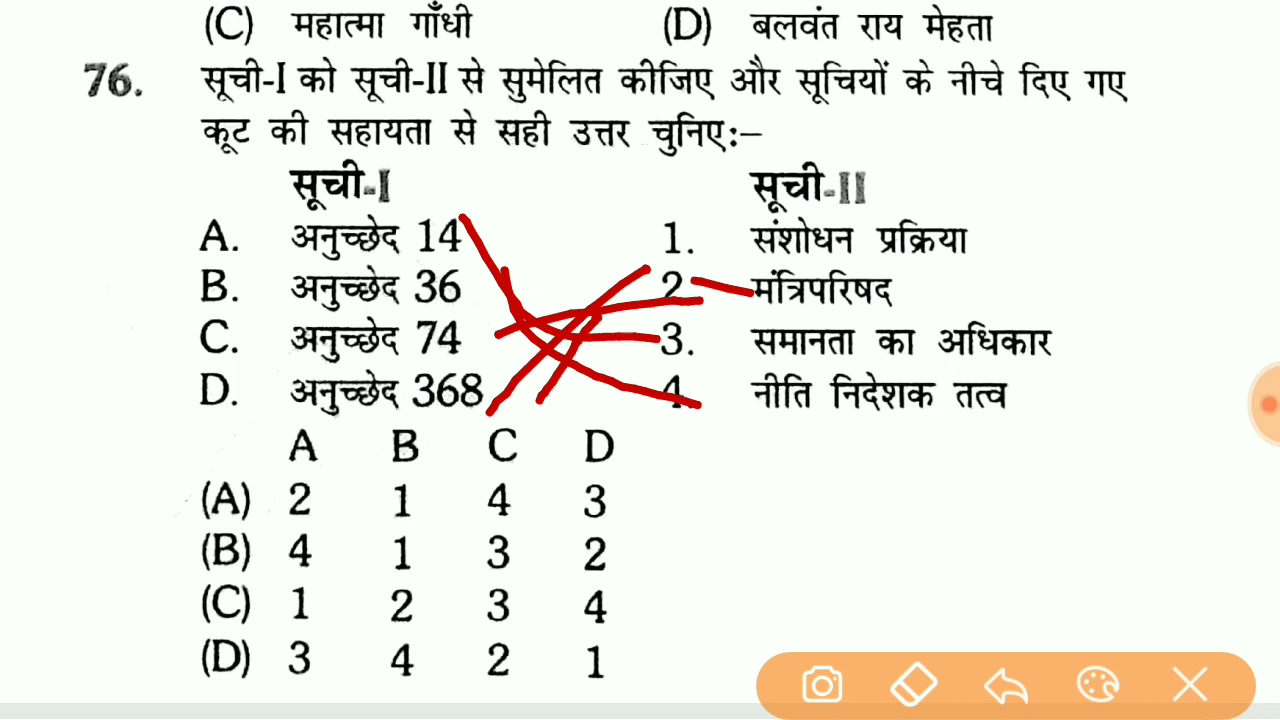 (C) महात्मा गाँधी (D) बलवंत राय मेहता
76. सूची-I को सूची-II से सुमेलित कीजिए और सूचियों के नीचे दिए गए
कूट की सहायता से सही उत्तर चुनिए:–
सूची-I सूची-II
A. अनुच्छेद 14 1. संशोधन प्रक्रिया
B. अनुच्छेद 36 2. मंत्रिपरिषद
C. अनुच्छेद 74 3. समानता का अधिकार
D. अनुच्छेद 368 4. नीति निदेशक तत्व
A B C D
(A) 2 1 4 3
(B) 4 1 3 2
(C) 1 2 3 4
(D) 3 4 2 1